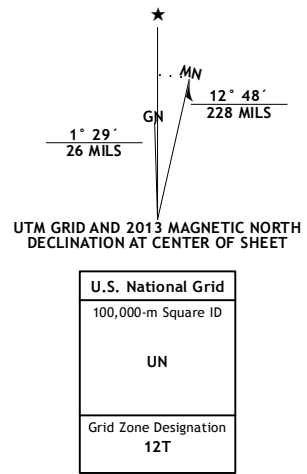 ★
MN
GN
12° 48´
228 MILS
1° 29´
26 MILS
UTM GRID AND 2013 MAGNETIC NORTH
DECLINATION AT CENTER OF SHEET
U.S. National Grid
100,000-m Square ID
UN
Grid Zone Designation
12T